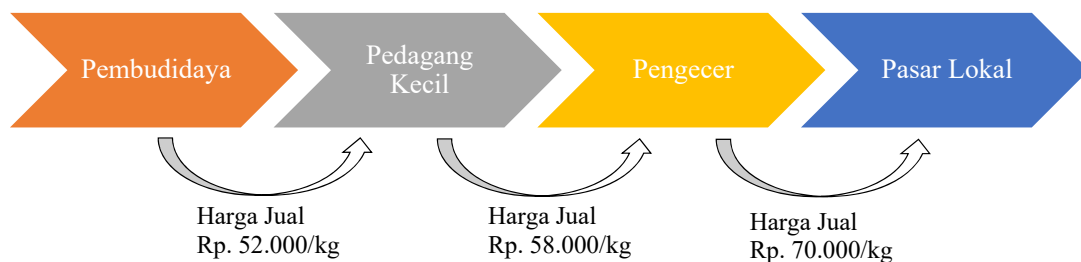 Pembudidaya
Pedagang
Kecil
Pengecer
Pasar Lokal
Harga Jual
Rp. 52.000/kg
Harga Jual
Rp. 58.000/kg
Harga Jual
Rp. 70.000/kg